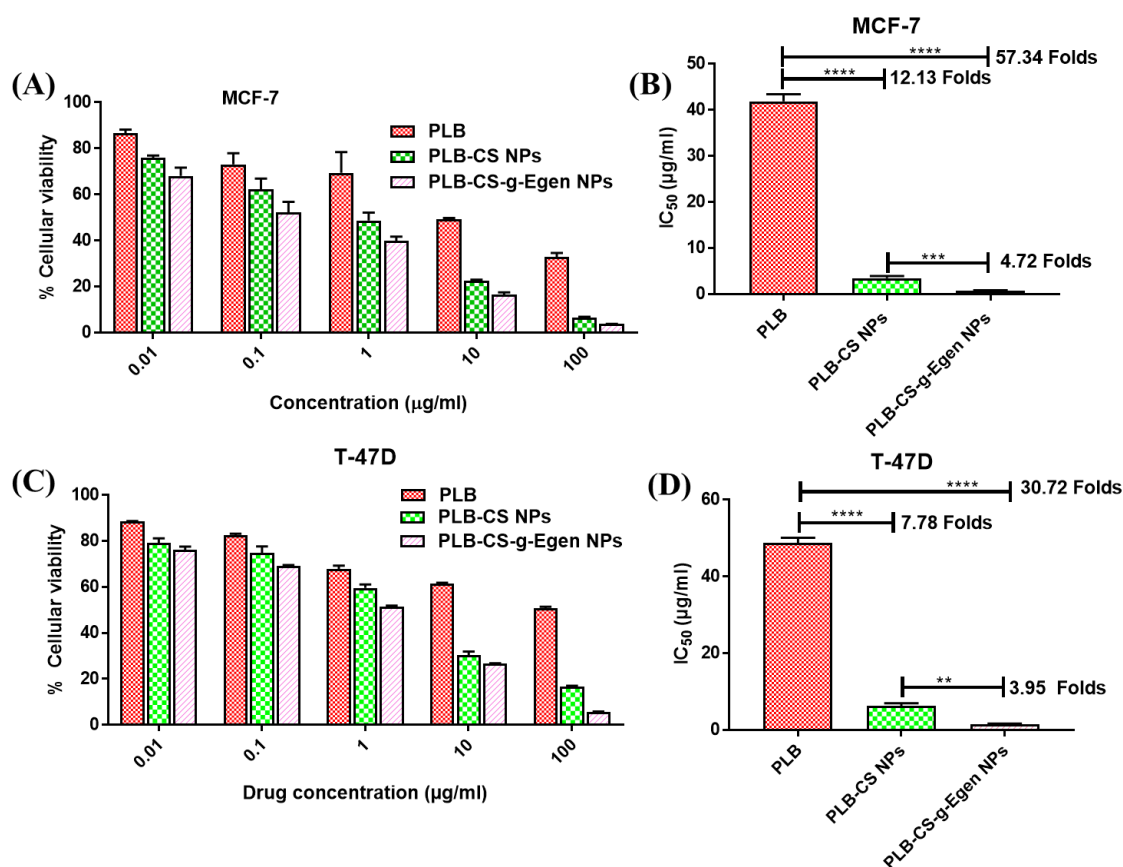 (A)
MCF-7
PLB
PLB-CS NPs
PLB-CS-g-Egen NPs
% Cellular viability
100
80
60
40
20
0
0.01
0.1
1
10
100
Concentration (μg/ml)
(B)
MCF-7
**** 57.34 Folds
**** 12.13 Folds
*** 4.72 Folds
IC50 (μg/ml)
50
40
30
20
10
0
PLB
PLB-CS NPs
PLB-CS-g-Egen NPs
(C)
T-47D
PLB
PLB-CS NPs
PLB-CS-g-Egen NPs
% Cellular viability
100
80
60
40
20
0
0.01
0.1
1
10
100
Drug concentration (μg/ml)
(D)
T-47D
**** 30.72 Folds
**** 7.78 Folds
** 3.95 Folds
IC50 (μg/ml)
60
40
20
0
PLB
PLB-CS NPs
PLB-CS-g-Egen NPs